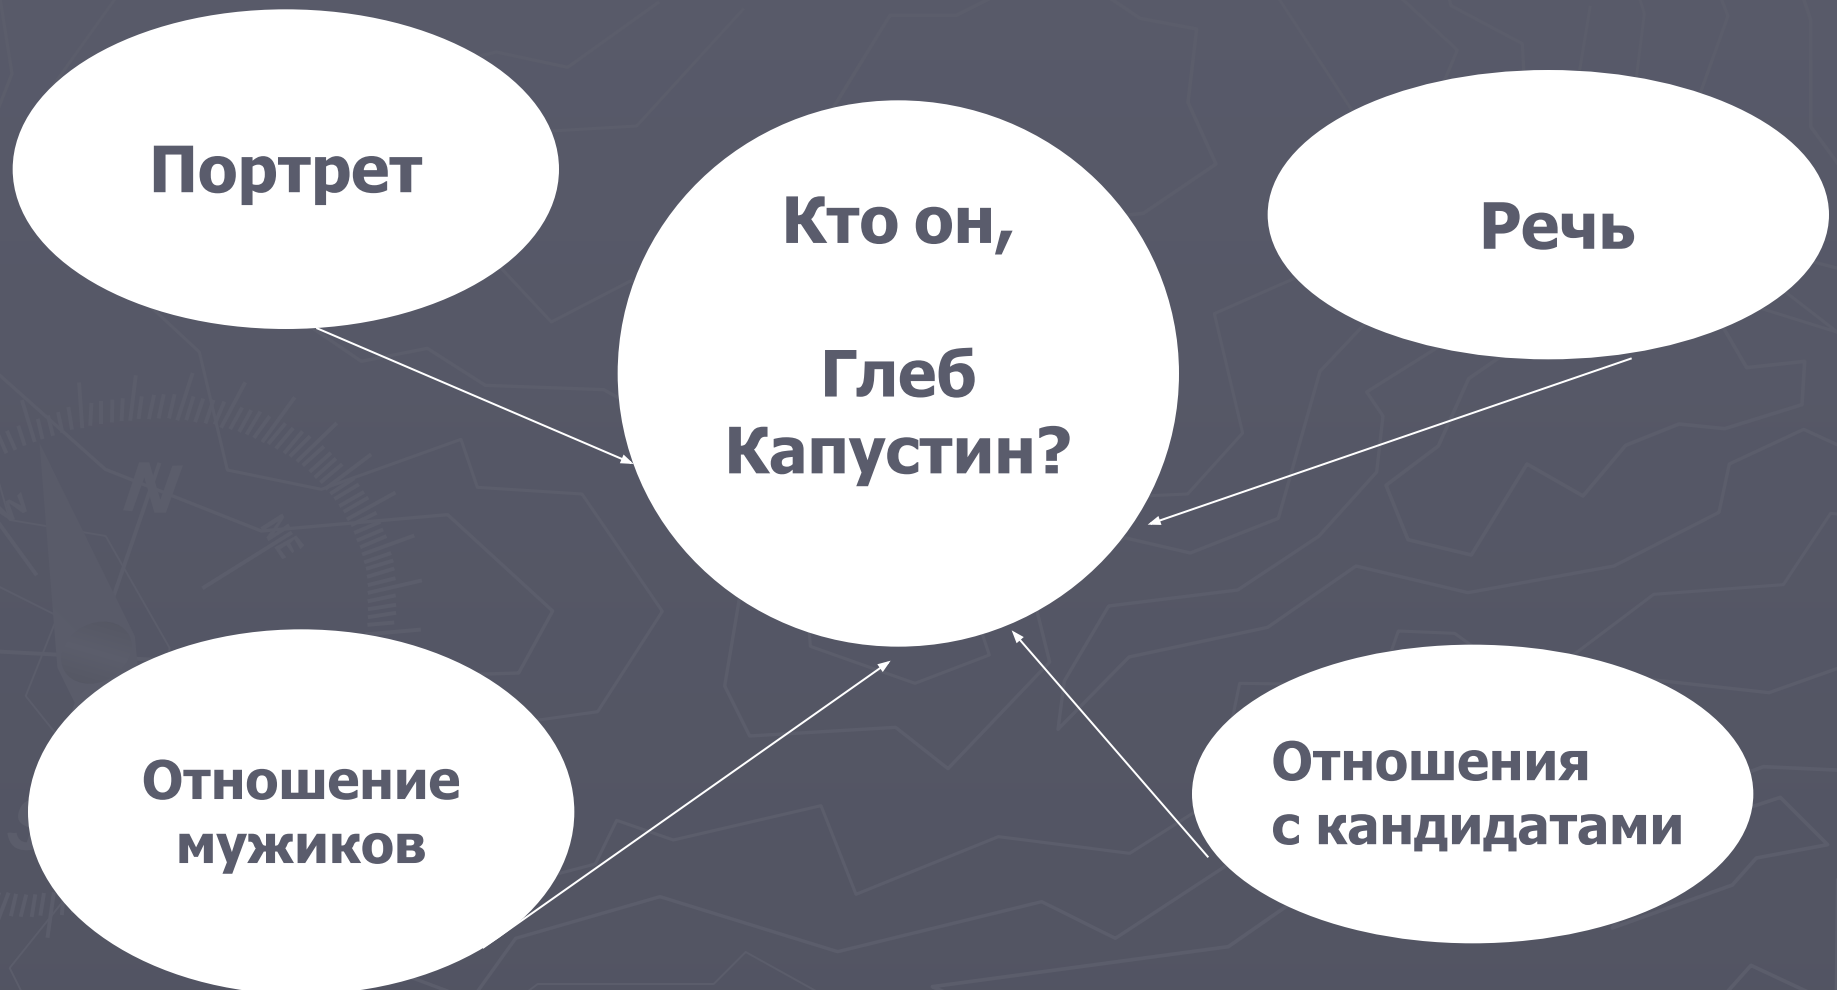 Портрет
Кто он,
Глеб
Капустин?
Речь
Отношение
мужиков
Отношения
с кандидатами
N